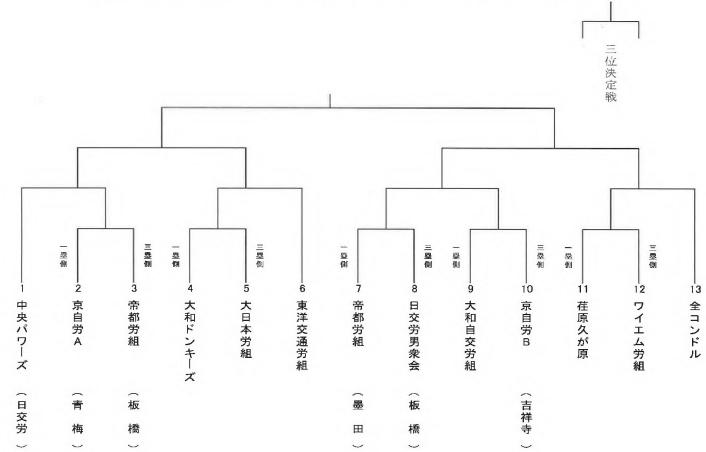 三位決定戦
一塁側
三塁側
一塁側
三塁側
一塁側
三塁側
一塁側
三塁側
一塁側
三塁側
1 中央パワーズ (日交労)
2 京自労A (青梅)
3 帝都労組 (板橋)
4 大和ドンキーズ
5 大日本労組
6 東洋交通労組
7 帝都労組 (墨田)
8 日交労男衆会 (板橋)
9 大和自交労組
10 京自労B (吉祥寺)
11 荏原久が原
12 ワイエム労組
13 全コンドル